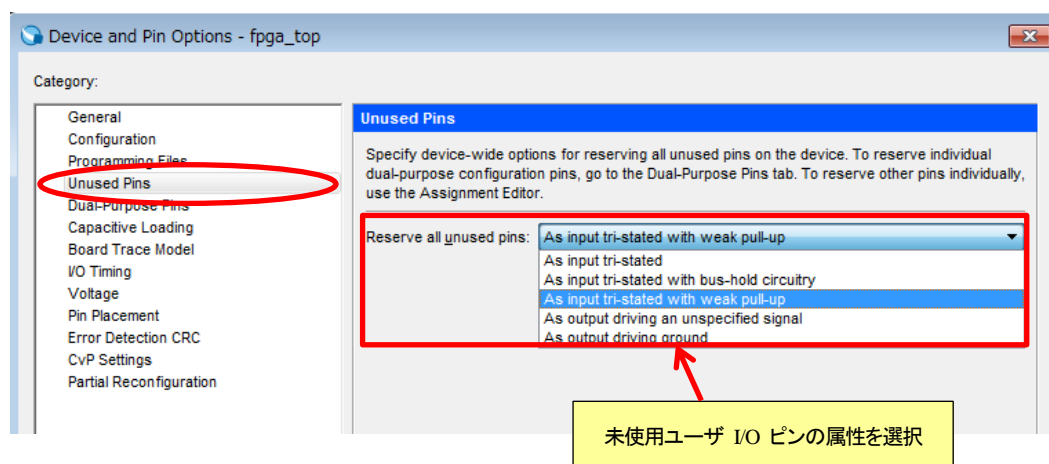 Device and Pin Options - fpga_top
Category:
General
Configuration
Programming Files
Unused Pins
Dual-Purpose Pins
Capacitive Loading
Board Trace Model
I/O Timing
Voltage
Pin Placement
Error Detection CRC
CvP Settings
Partial Reconfiguration
Unused Pins
Specify device-wide options for reserving all unused pins on the device. To reserve individual
dual-purpose configuration pins, go to the Dual-Purpose Pins tab. To reserve other pins individually,
use the Assignment Editor.
Reserve all unused pins: As input tri-stated with weak pull-up
As input tri-stated
As input tri-stated with bus-hold circuitry
As input tri-stated with weak pull-up
As output driving an unspecified signal
As output driving ground
未使用ユーザ I/O ピンの属性を選択